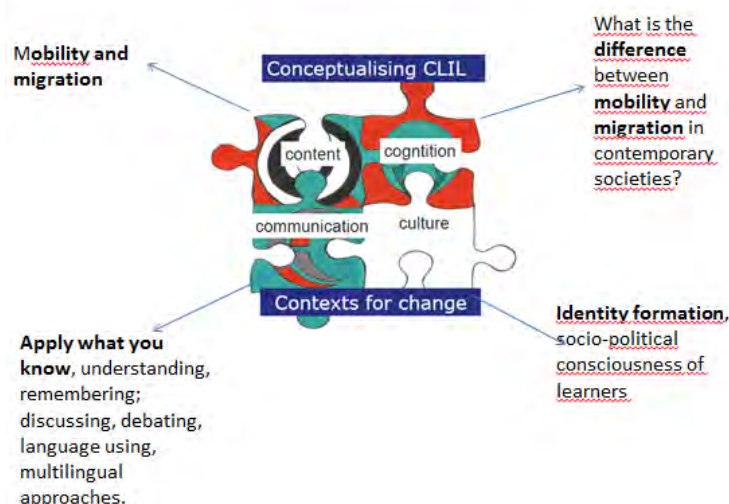 Mobility and
migration
Conceptualising CLIL
What is the
difference
between
mobility and
migration in
contemporary
societies?
content
cogntition
communication
culture
Contexts for change
Apply what you
know, understanding,
remembering;
discussing, debating,
language using,
multilingual
approaches.
Identity formation,
socio-political
consciousness of
learners